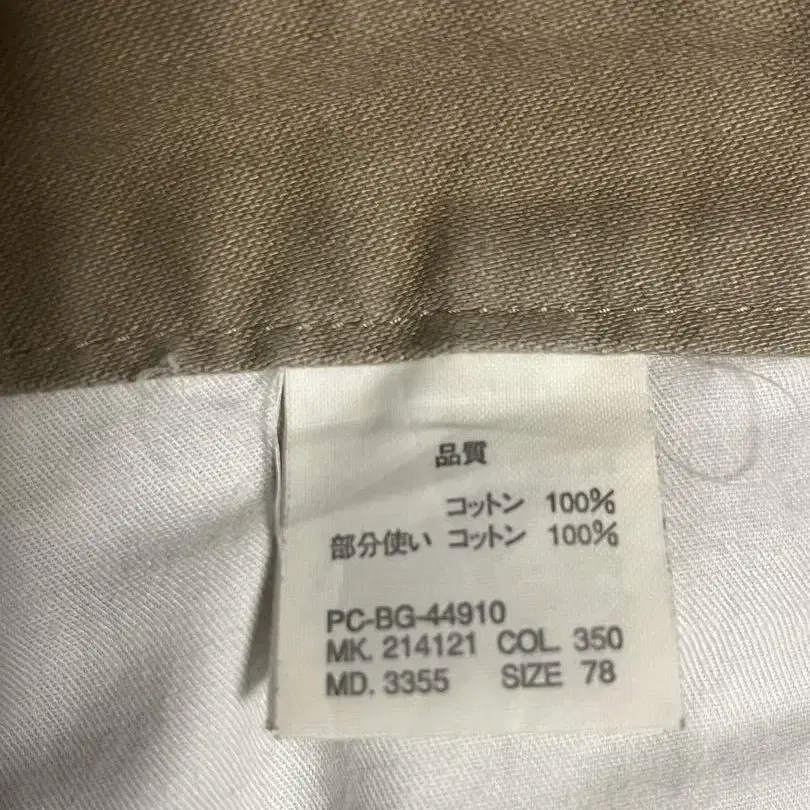 品質
コットン 100%
部分使い コットン 100%
PC-BG-44910
MK. 214121 COL. 350
MD. 3355 SIZE 78